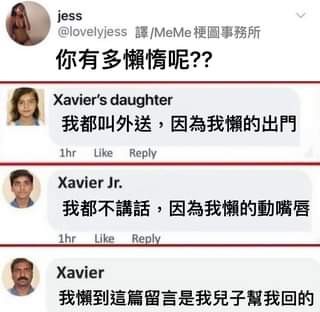 jess
@lovelyjess 譯/MeMe梗圖事務所
你有多懶惰呢??
Xavier's daughter
我都叫外送，因為我懶的出門
1hr Like Reply
Xavier Jr.
我都不講話，因為我懶的動嘴唇
1hr Like Reply
Xavier
我懶到這篇留言是我兒子幫我回的